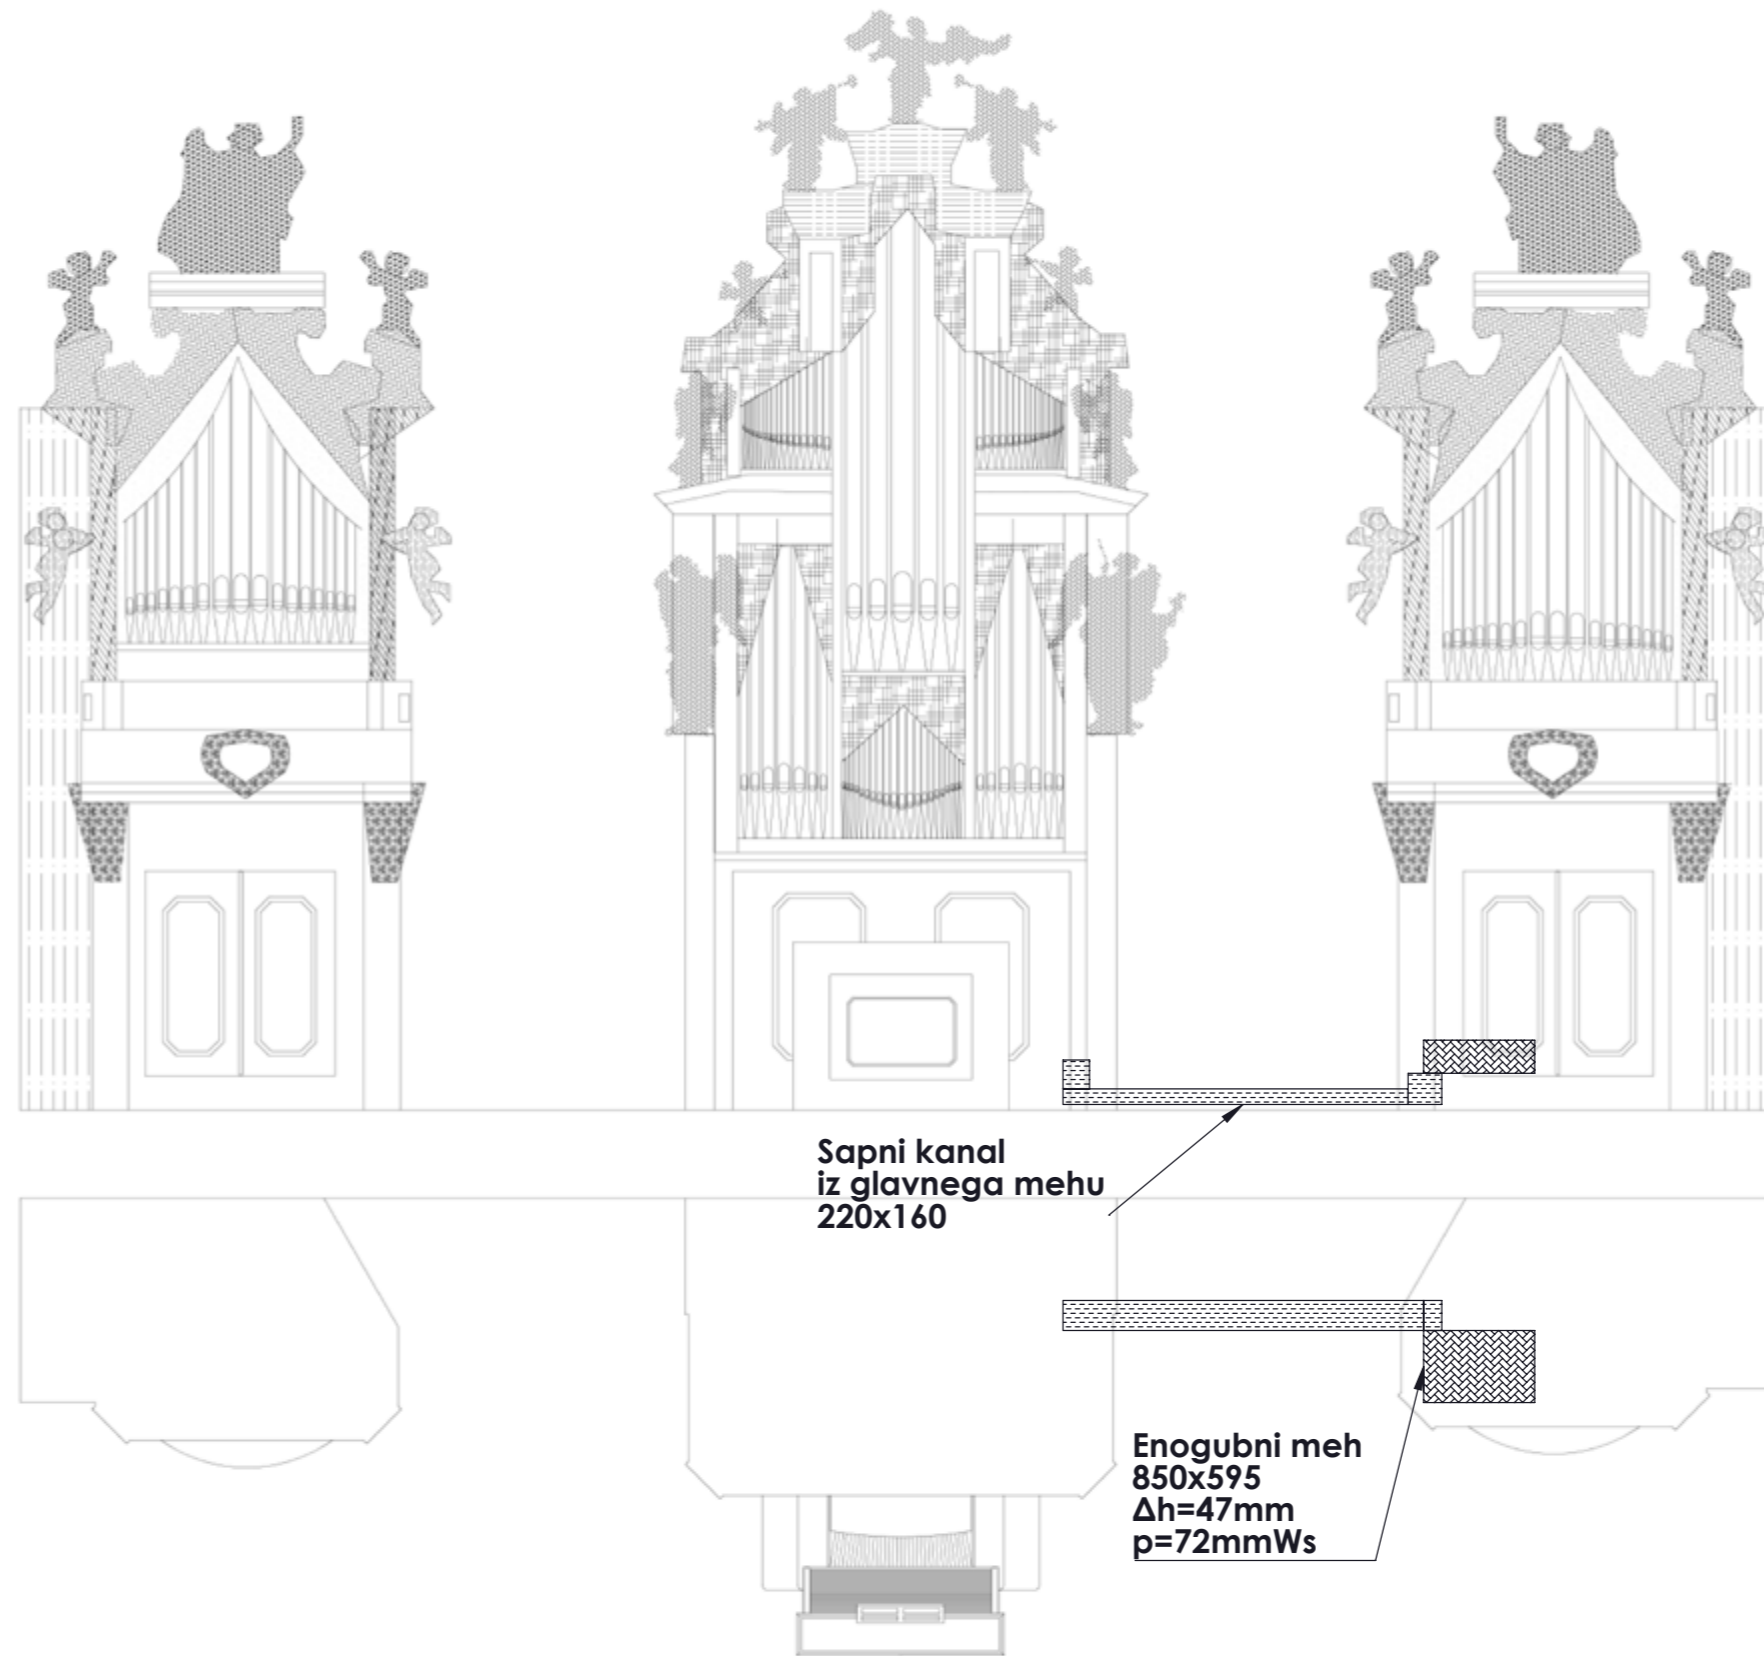 Sapni kanal
iz glavnega mehu
220x160
Enogubni meh
850x595
Δh=47mm
p=72mmWs